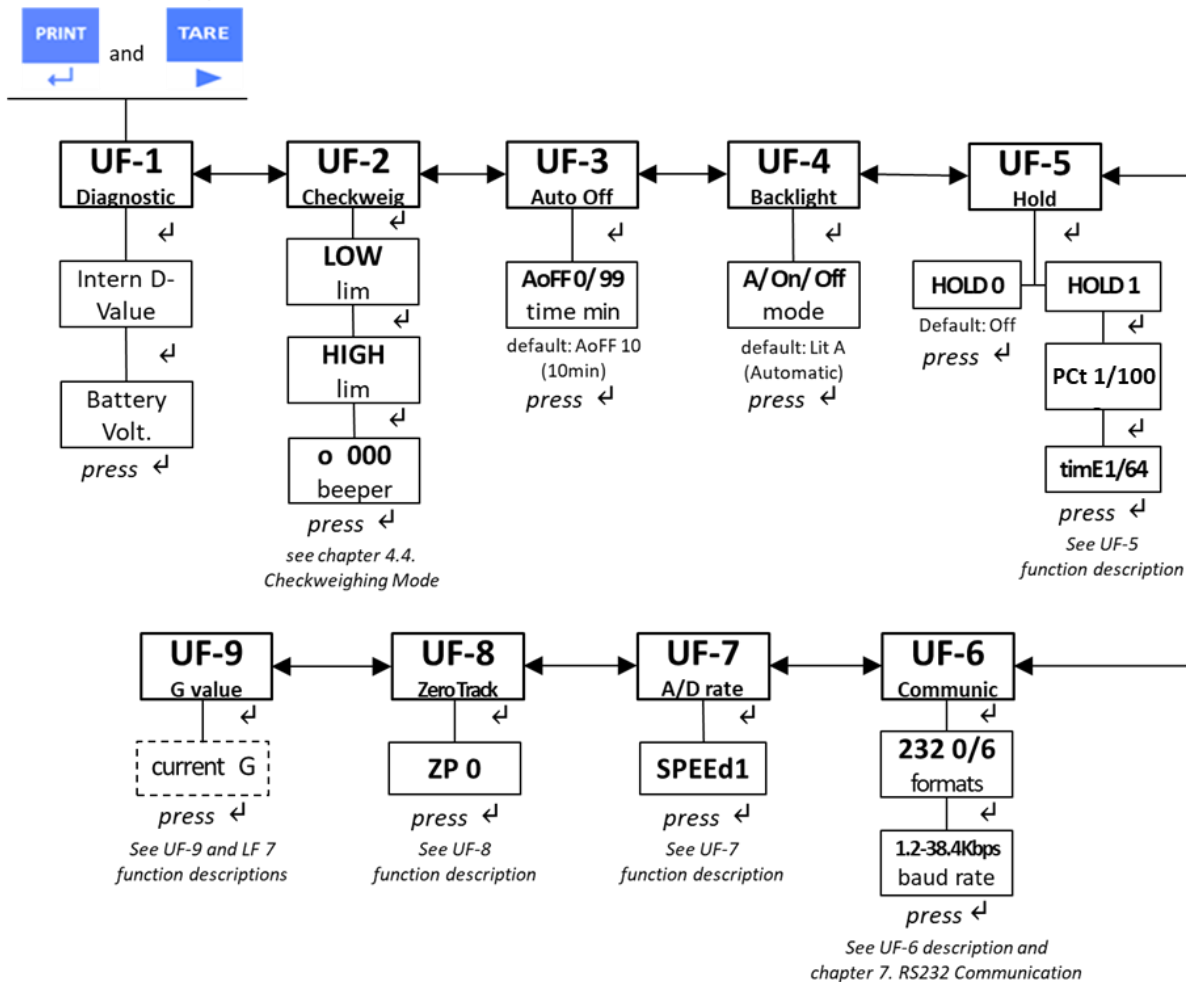 PRINT
and
TARE
UF-1
Diagnostic
↵
Intern D-
Value
↵
Battery
Volt.
press ↵
UF-2
Checkweig
↵
LOW
lim
↵
HIGH
lim
↵
o 000
beeper
press ↵
see chapter 4.4.
Checkweighing Mode
UF-3
Auto Off
↵
AoFF 0/ 99
time min
default: AoFF 10
(10min)
press ↵
UF-4
Backlight
↵
A/ On/ Off
mode
default: Lit A
(Automatic)
press ↵
UF-5
Hold
↵
HOLD 0
Default: Off
press ↵
HOLD 1
↵
PCt 1/100
↵
timE1/64
press ↵
See UF-5
function description
UF-9
G value
↵
current G
press ↵
See UF-9 and LF 7
function descriptions
UF-8
Zero Track
↵
ZP 0
press ↵
See UF-8
function description
UF-7
A/D rate
↵
SPEEd1
press ↵
See UF-7
function description
UF-6
Communic
↵
232 0/6
formats
↵
1.2-38.4Kbps
baud rate
press ↵
See UF-6 description and
chapter 7. RS232 Communication